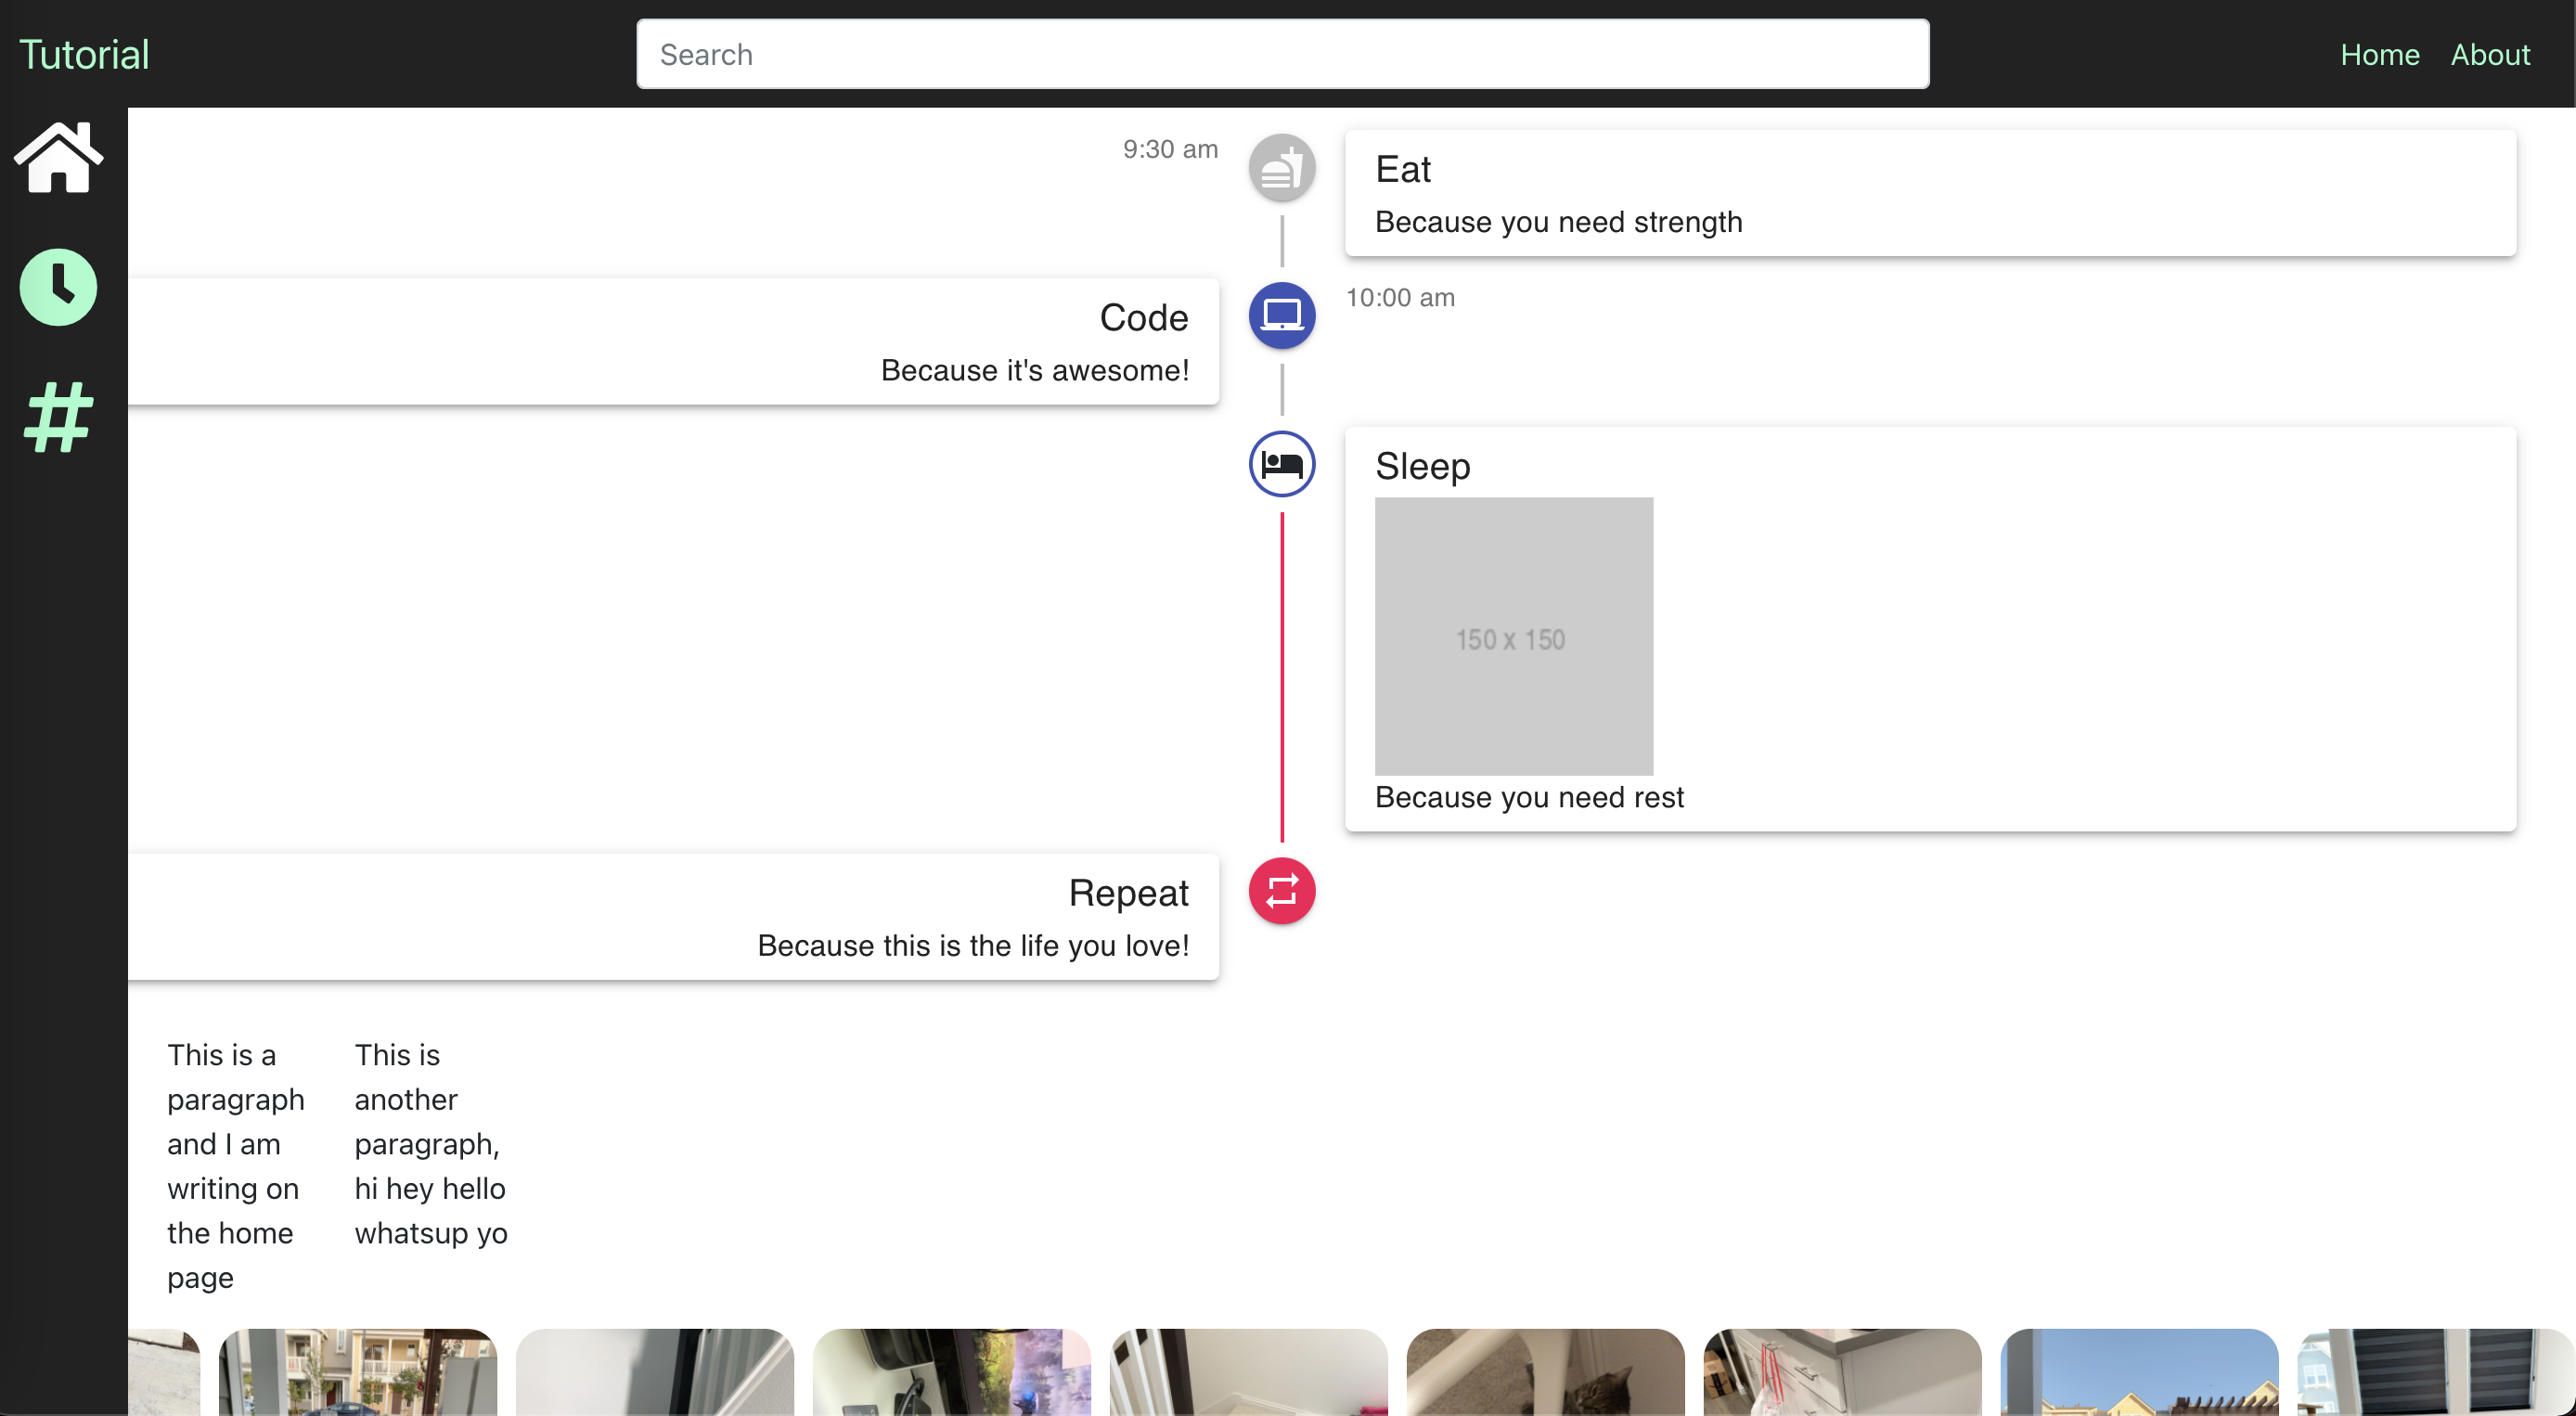 Tutorial
Search
Home
About
9:30 am
Eat
Because you need strength
Code
Because it's awesome!
10:00 am
Sleep
150 x 150
Because you need rest
Repeat
Because this is the life you love!
This is a
paragraph
and I am
writing on
the home
page
This is
another
paragraph,
hi hey hello
whatsup yo